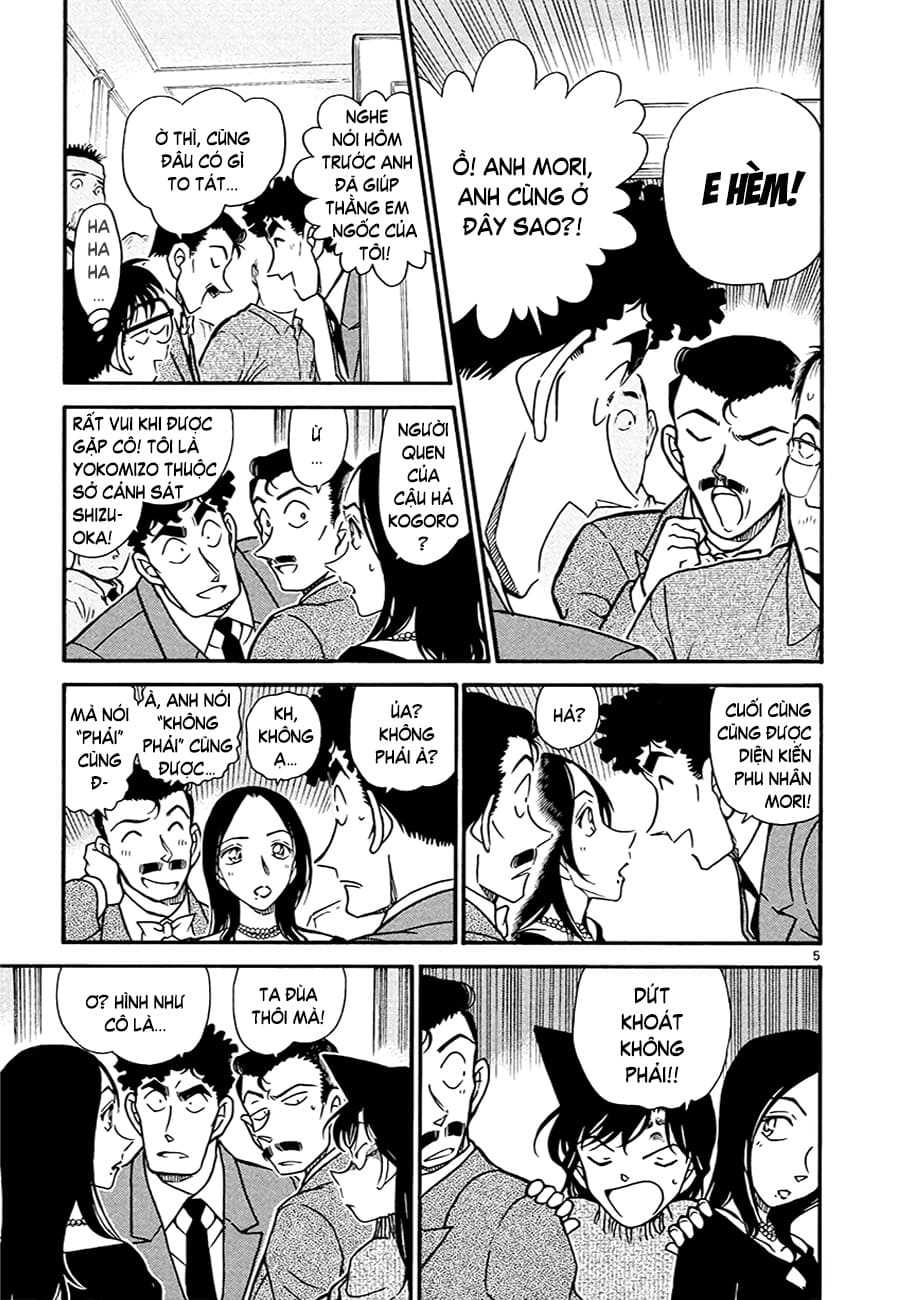 E HÈM!
Ồ! ANH MORI,
ANH CŨNG Ở
ĐÂY SAO?!
NGHE
NÓI HÔM
TRƯỚC ANH
ĐÃ GIÚP
THẰNG EM
NGỐC CỦA
TÔI!
Ờ THÌ, CŨNG
ĐÂU CÓ GÌ
TO TÁT...
HA
HA
HA
...
NGƯỜI
QUEN
CỦA
CẬU HẢ
KOGORO
?
Ừ
...
RẤT VUI KHI ĐƯỢC
GẶP CÔ! TÔI LÀ
YOKOMIZO THUỘC
SỞ CẢNH SÁT
SHIZU-
OKA!
CUỐI CÙNG
CŨNG ĐƯỢC
DIỆN KIẾN
PHU NHÂN
MORI!
HẢ?
ỦA?
KHÔNG
PHẢI À?
KH,
KHÔNG
Ạ...
À, ANH NÓI
“KHÔNG
PHẢI” CŨNG
ĐƯỢC...
MÀ NÓI
“PHẢI”
CŨNG
Đ-
5
DỨT
KHOÁT
KHÔNG
PHẢI!!
TA ĐÙA
THÔI MÀ!
Ơ? HÌNH NHƯ
CÔ LÀ...